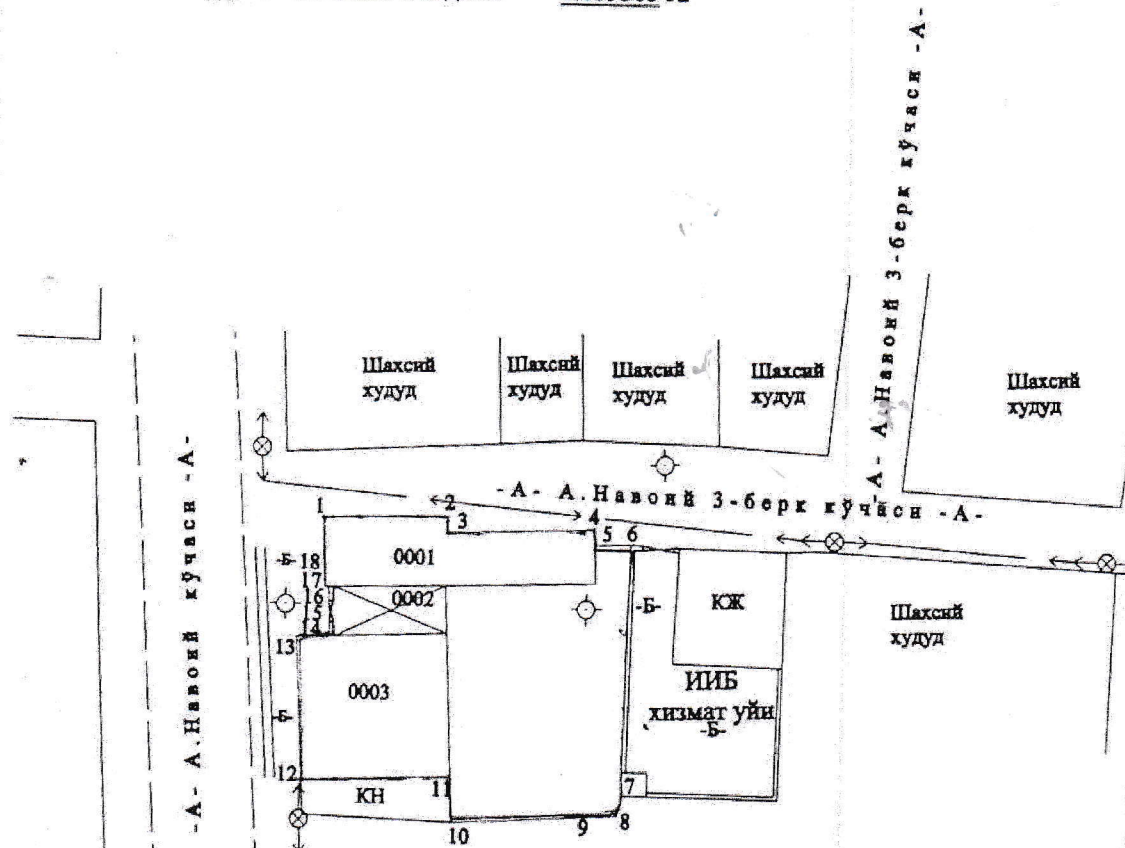 -А- А.Навоий 3-берк кўчаси -А-
Шахсий
худуд
Шахсий
худуд
Шахсий
худуд
Шахсий
худуд
Шахсий
худуд
-А- А.Навоий 3-берк кўчаси -А-
-А- А.Навоий кўчаси -А-
1
2
3
4
5
6
-Б-
18
0001
17
16
0002
5
14
13
-Б-
КЖ
Шахсий
худуд
0003
ИИБ
хизмат уйи
-Б-
-Б-
12
11
КН
7
8
9
10